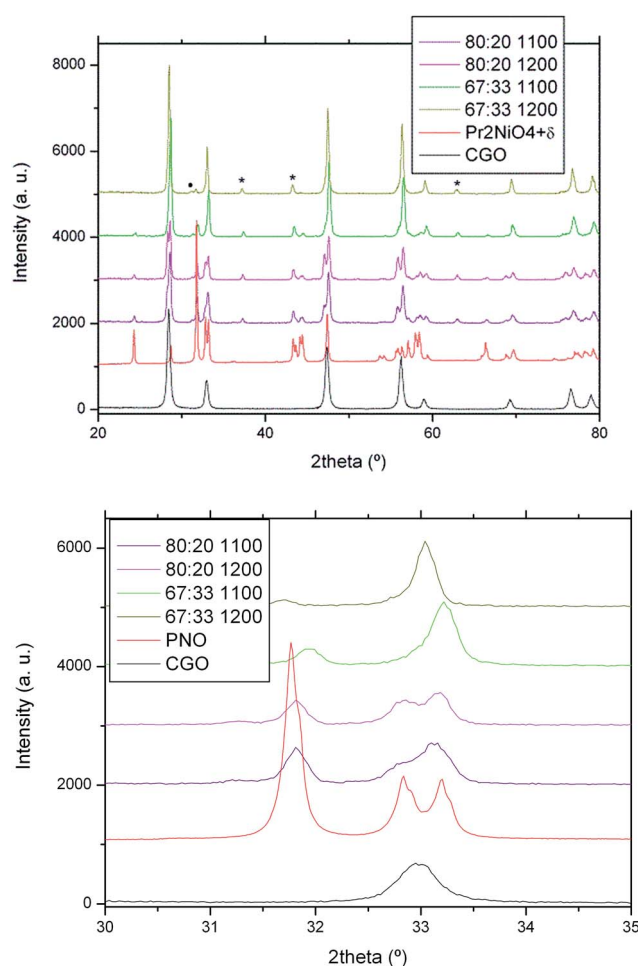 80:20 1100
80:20 1200
67:33 1100
67:33 1200
Pr2NiO4+δ
CGO
8000
6000
4000
2000
0
Intensity (a. u.)
* * *
20 40 60 80
2theta (º)
80:20 1100
80:20 1200
67:33 1100
67:33 1200
PNO
CGO
6000
4000
2000
0
Intensity (a. u.)
30 31 32 33 34 35
2theta (º)